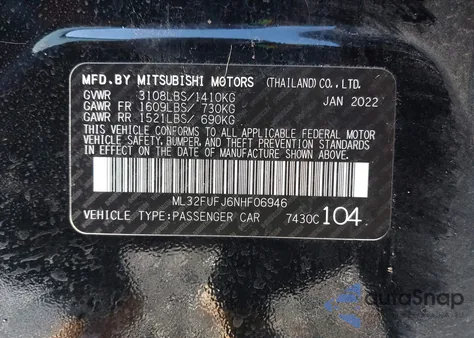 MFD.BY MITSUBISHI MOTORS (THAILAND) CO.,LTD.
GVWR 3108LBS/1410KG JAN 2022
GAWR FR 1609LBS/ 730KG
GAWR RR 1521LBS/ 690KG
THIS VEHICLE CONFORMS TO ALL APPLICABLE FEDERAL MOTOR
VEHICLE SAFETY, BUMPER, AND THEFT PREVENTION STANDARDS
IN EFFECT ON THE DATE OF MANUFACTURE SHOWN ABOVE.
ML32FUFJ6NHF06946
VEHICLE TYPE:PASSENGER CAR 7430C 104
autoSnap